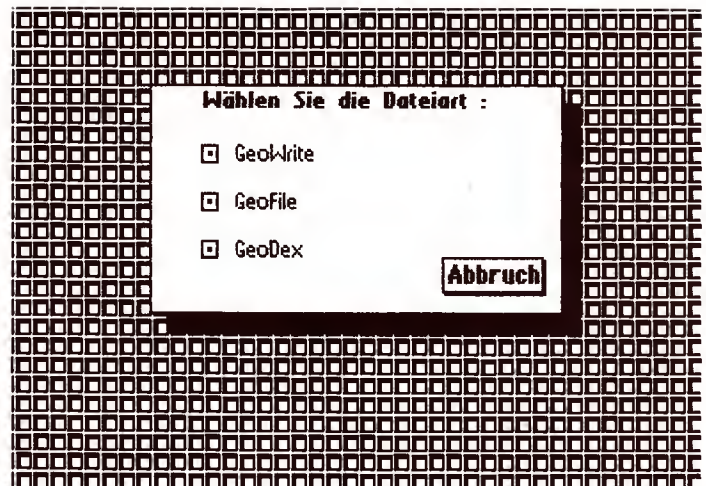 Wählen Sie die Dateiart :
GeoWrite
GeoFile
GeoDex
Abbruch